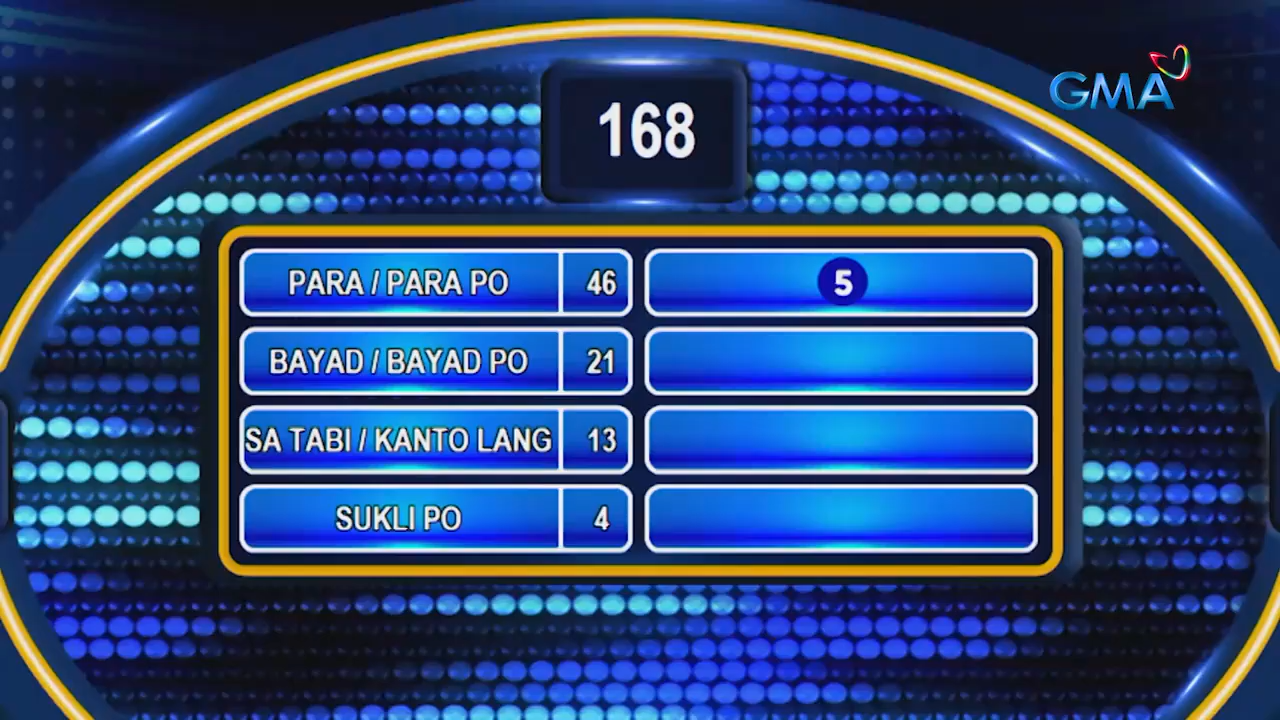 GMA
168
PARA / PARA PO 46
5
BAYAD / BAYAD PO 21
SA TABI / KANTO LANG 13
SUKLI PO 4